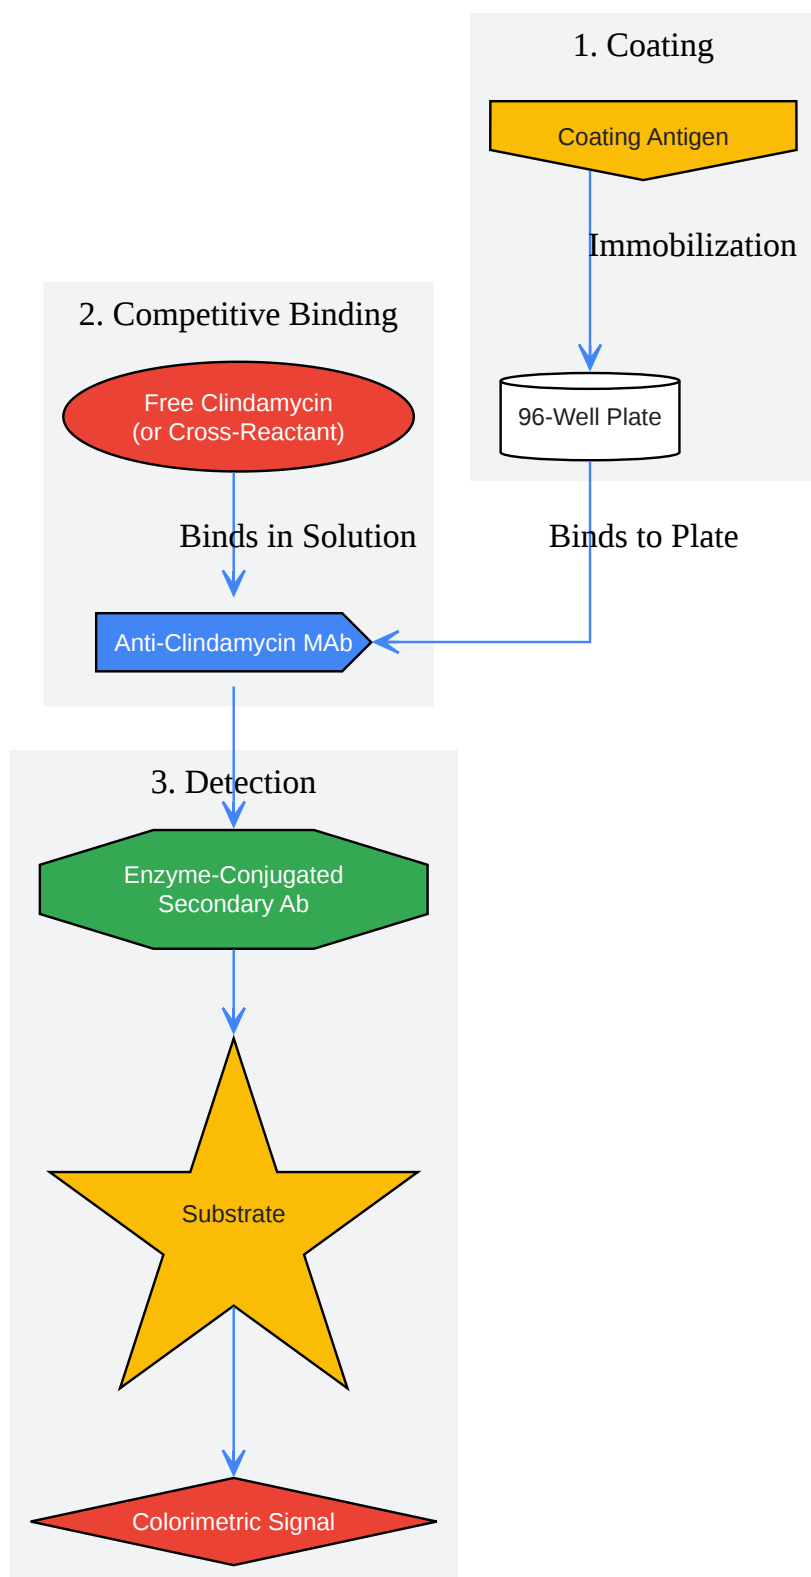 1. Coating
Coating Antigen
Immobilization
96-Well Plate
Binds to Plate
2. Competitive Binding
Free Clindamycin
(or Cross-Reactant)
Binds in Solution
Anti-Clindamycin MAb
3. Detection
Enzyme-Conjugated
Secondary Ab
Substrate
Colorimetric Signal